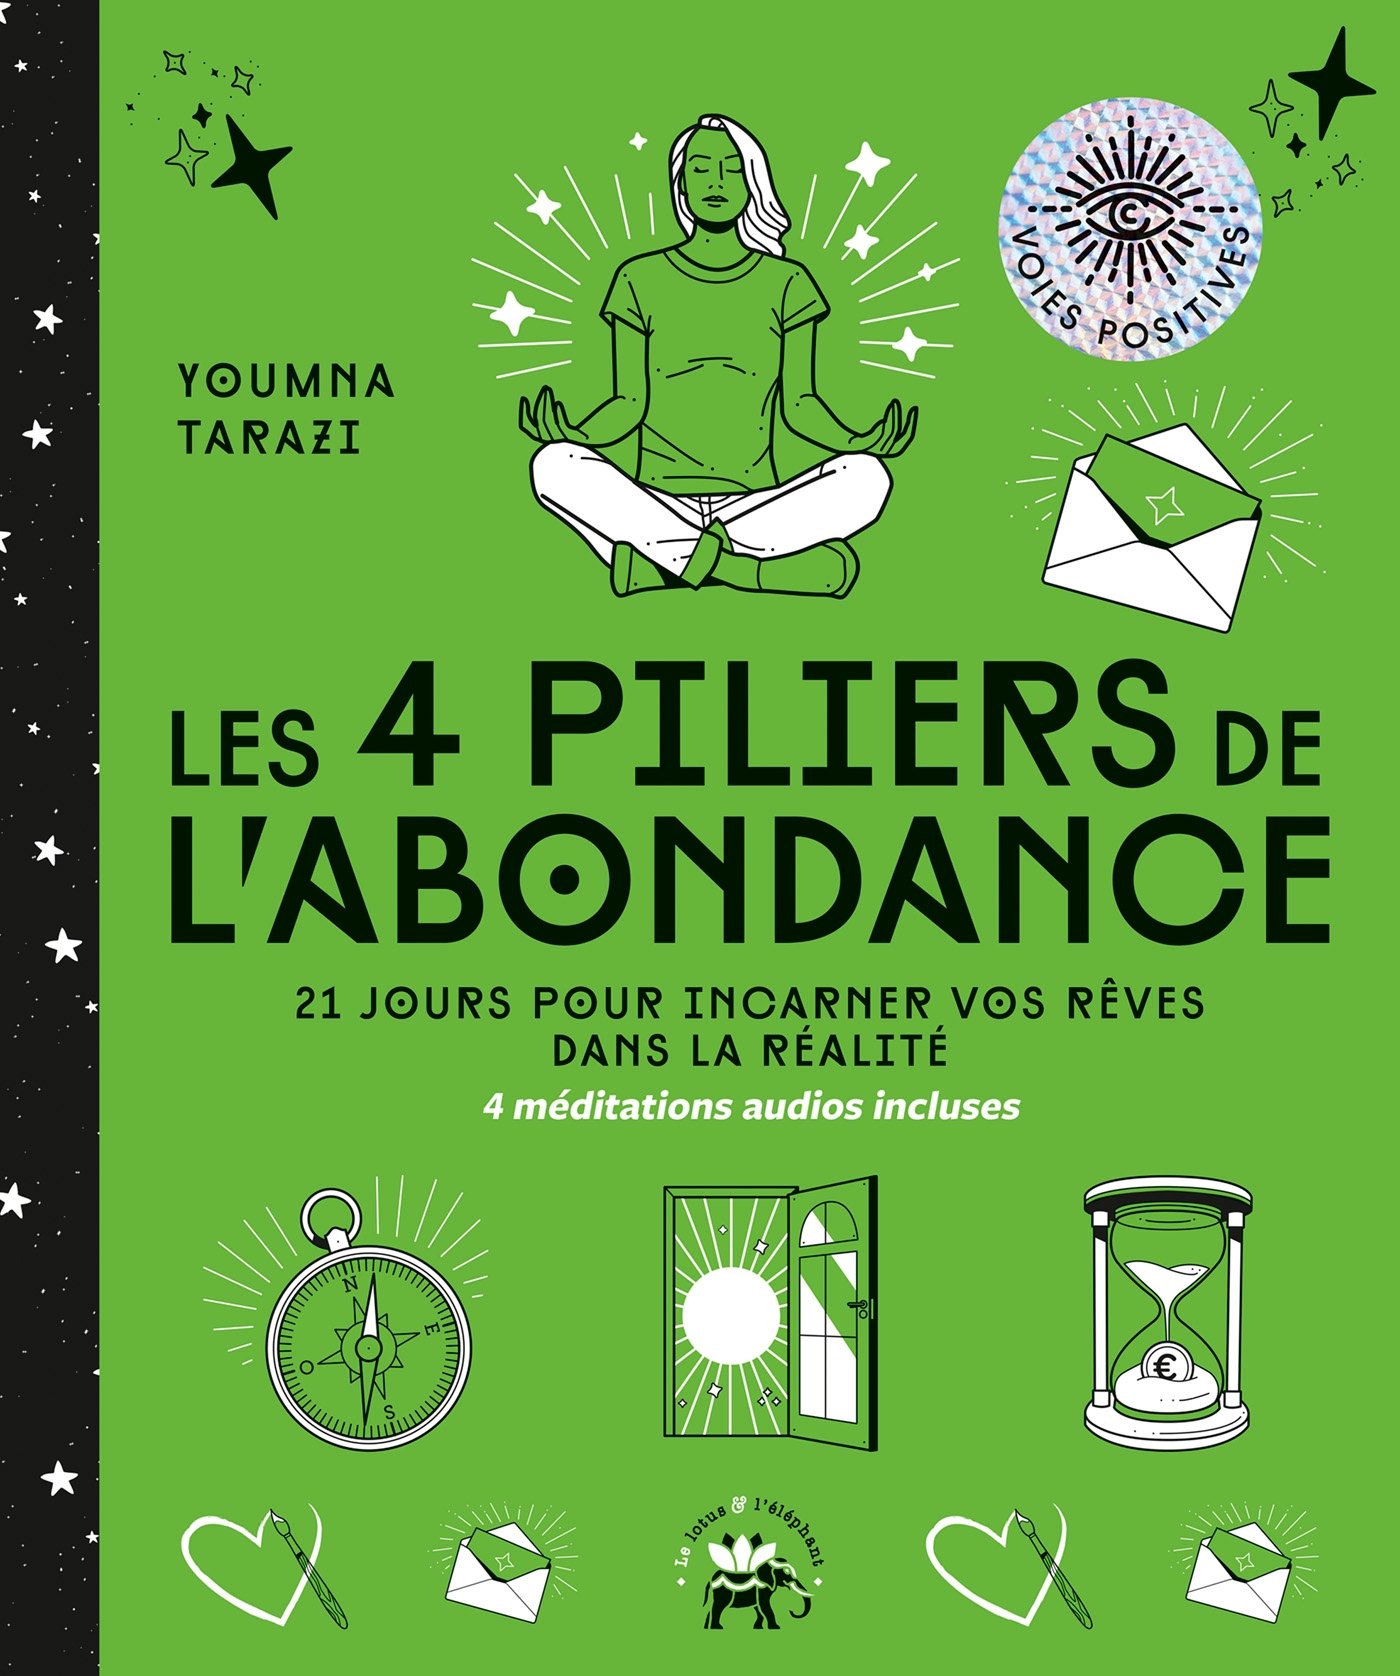 VOIES POSITIVES
YOUMNA
TARAZI
LES 4 PILIERS DE
L'ABONDANCE
21 JOURS POUR INCARNER VOS RÊVES
DANS LA RÉALITÉ
4 méditations audios incluses
N
E
O
S
€
Le lotus & l'éléphant